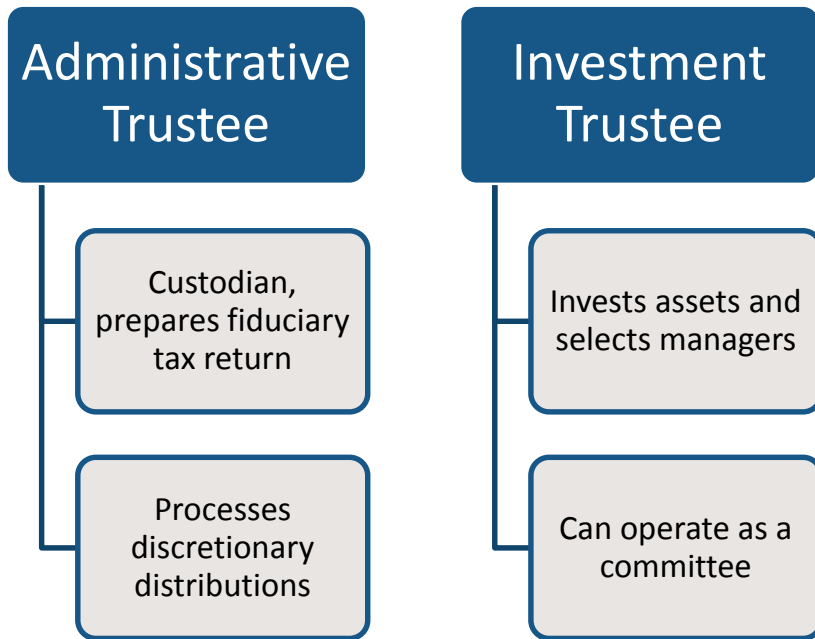 Administrative
Trustee
Custodian,
prepares fiduciary
tax return
Processes
discretionary
distributions
Investment
Trustee
Invests assets and
selects managers
Can operate as a
committee